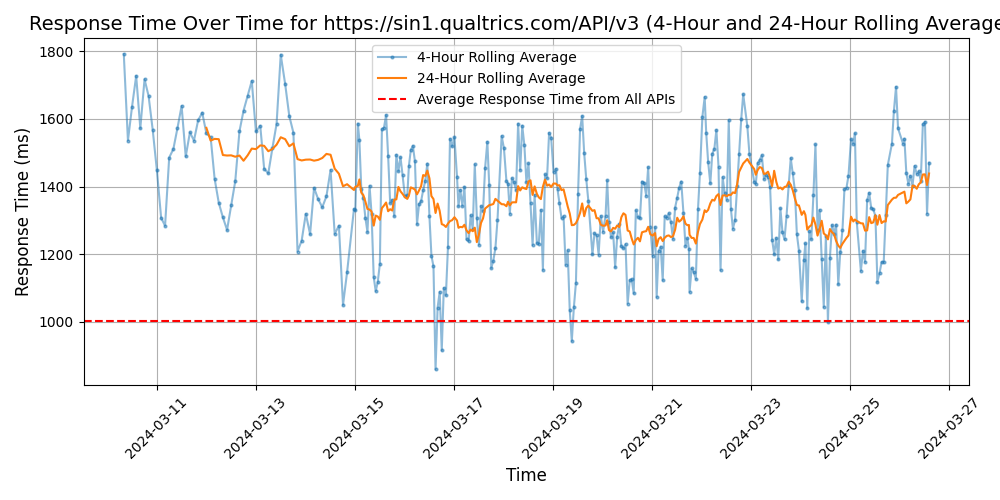 Response Time Over Time for https://sin1.qualtrics.com/API/v3 (4-Hour and 24-Hour Rolling Average
4-Hour Rolling Average
24-Hour Rolling Average
Average Response Time from All APIs
Response Time (ms)
1800
1600
1400
1200
1000
2024-03-11
2024-03-13
2024-03-15
2024-03-17
2024-03-19
2024-03-21
2024-03-23
2024-03-25
2024-03-27
Time